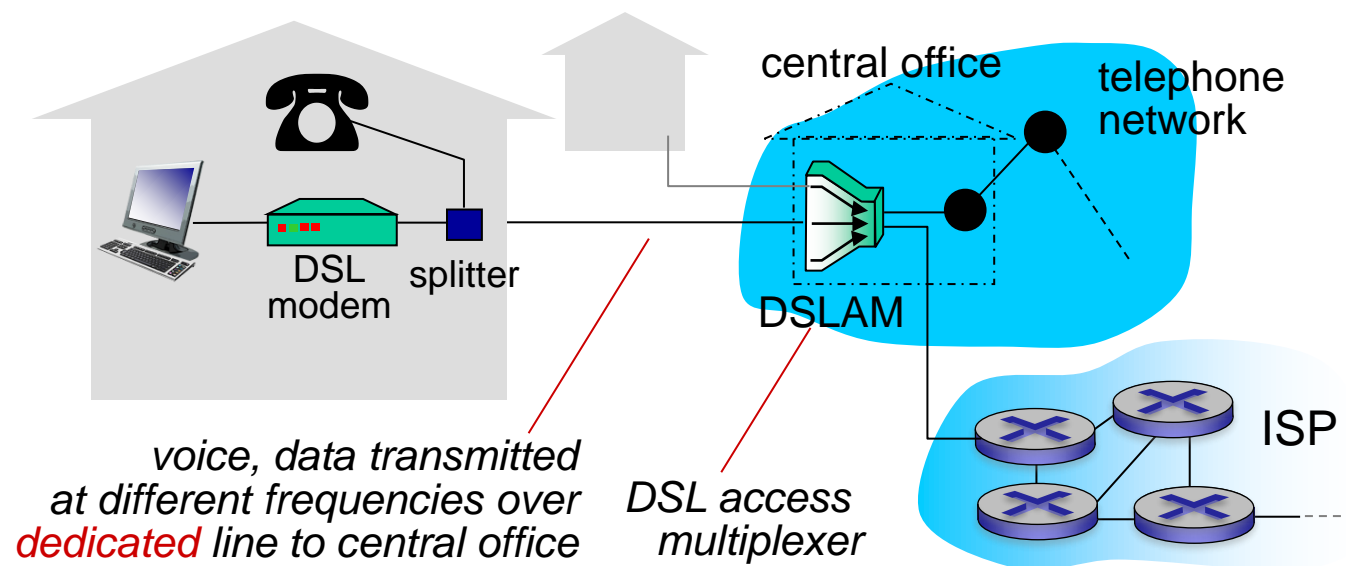 central office
telephone
network
DSL
modem
splitter
DSLAM
ISP
voice, data transmitted
at different frequencies over
dedicated line to central office
DSL access
multiplexer